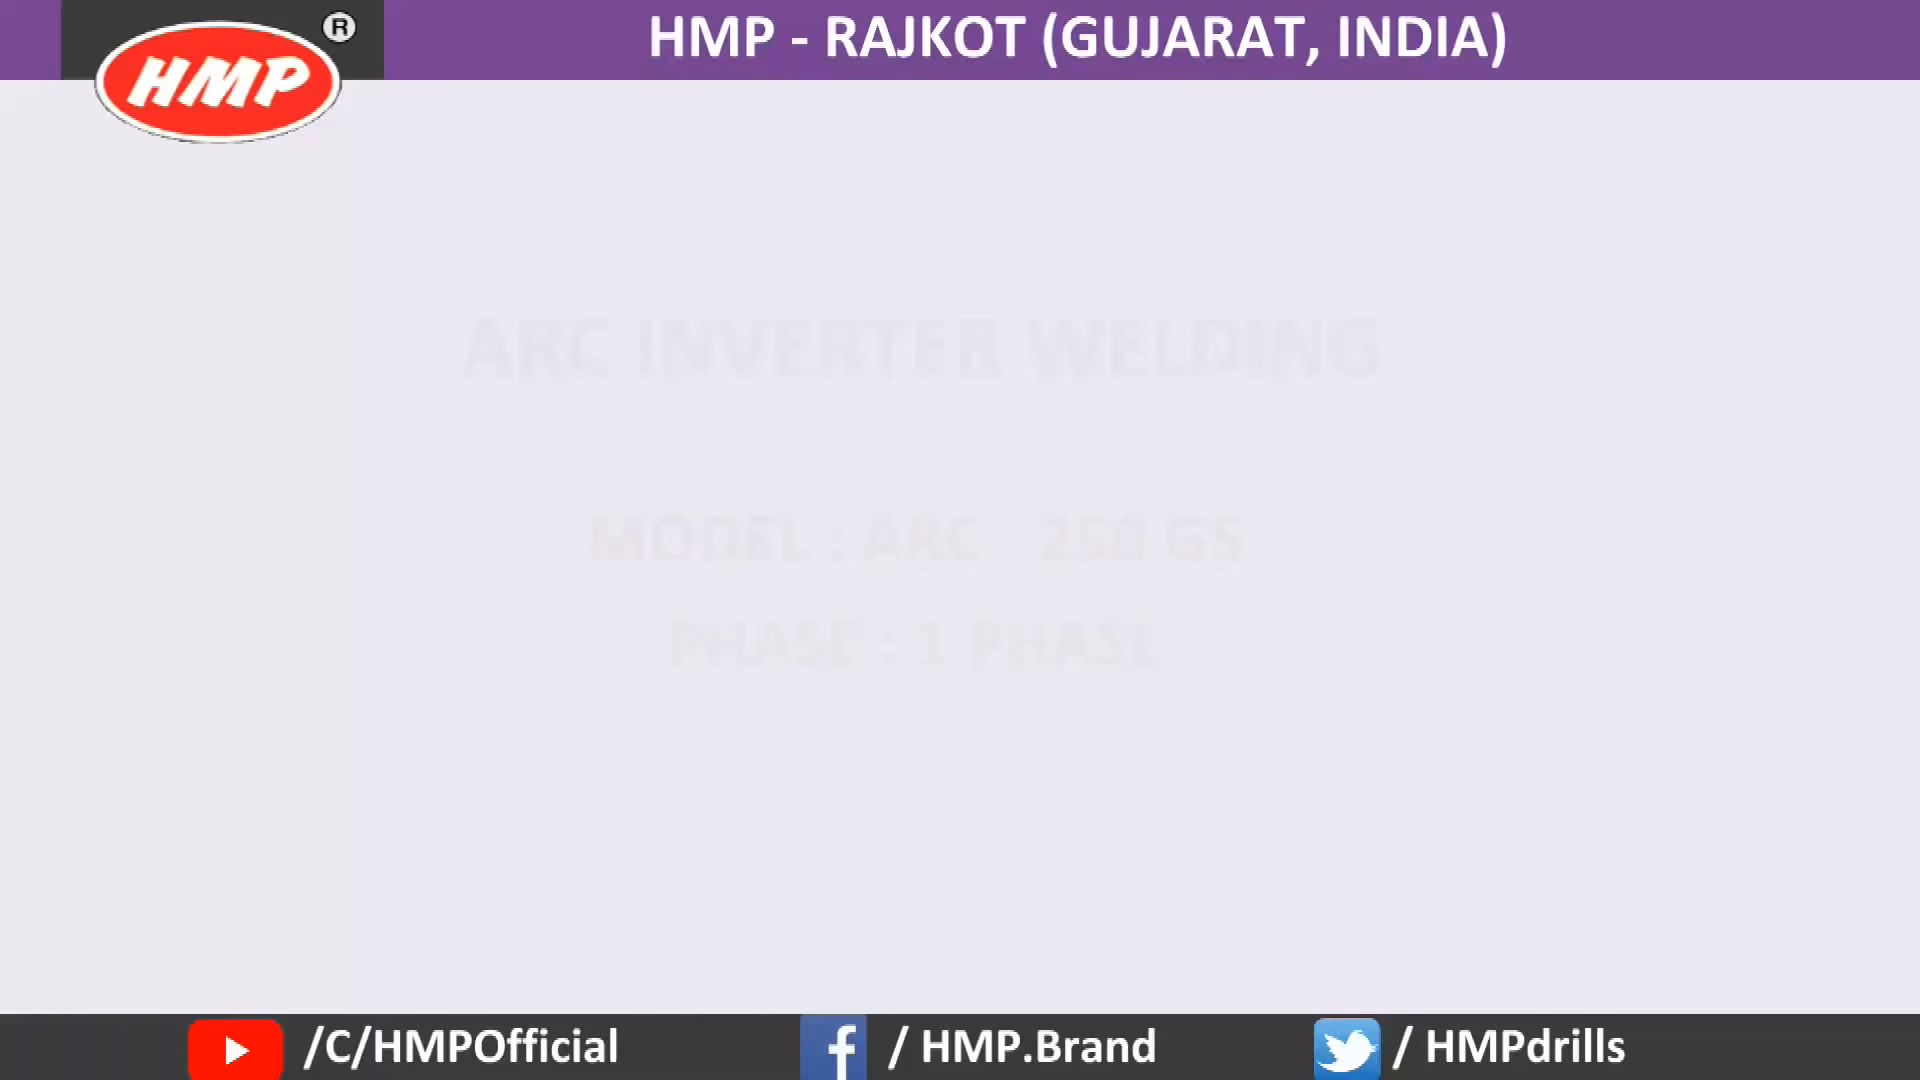 HMP - RAJKOT (GUJARAT, INDIA)
HMP ®
ARC INVERTER WELDING
MODEL : ARC 250 GS
PHASE : 1 PHASE
/C/HMPOfficial
/ HMP.Brand
/ HMPdrills